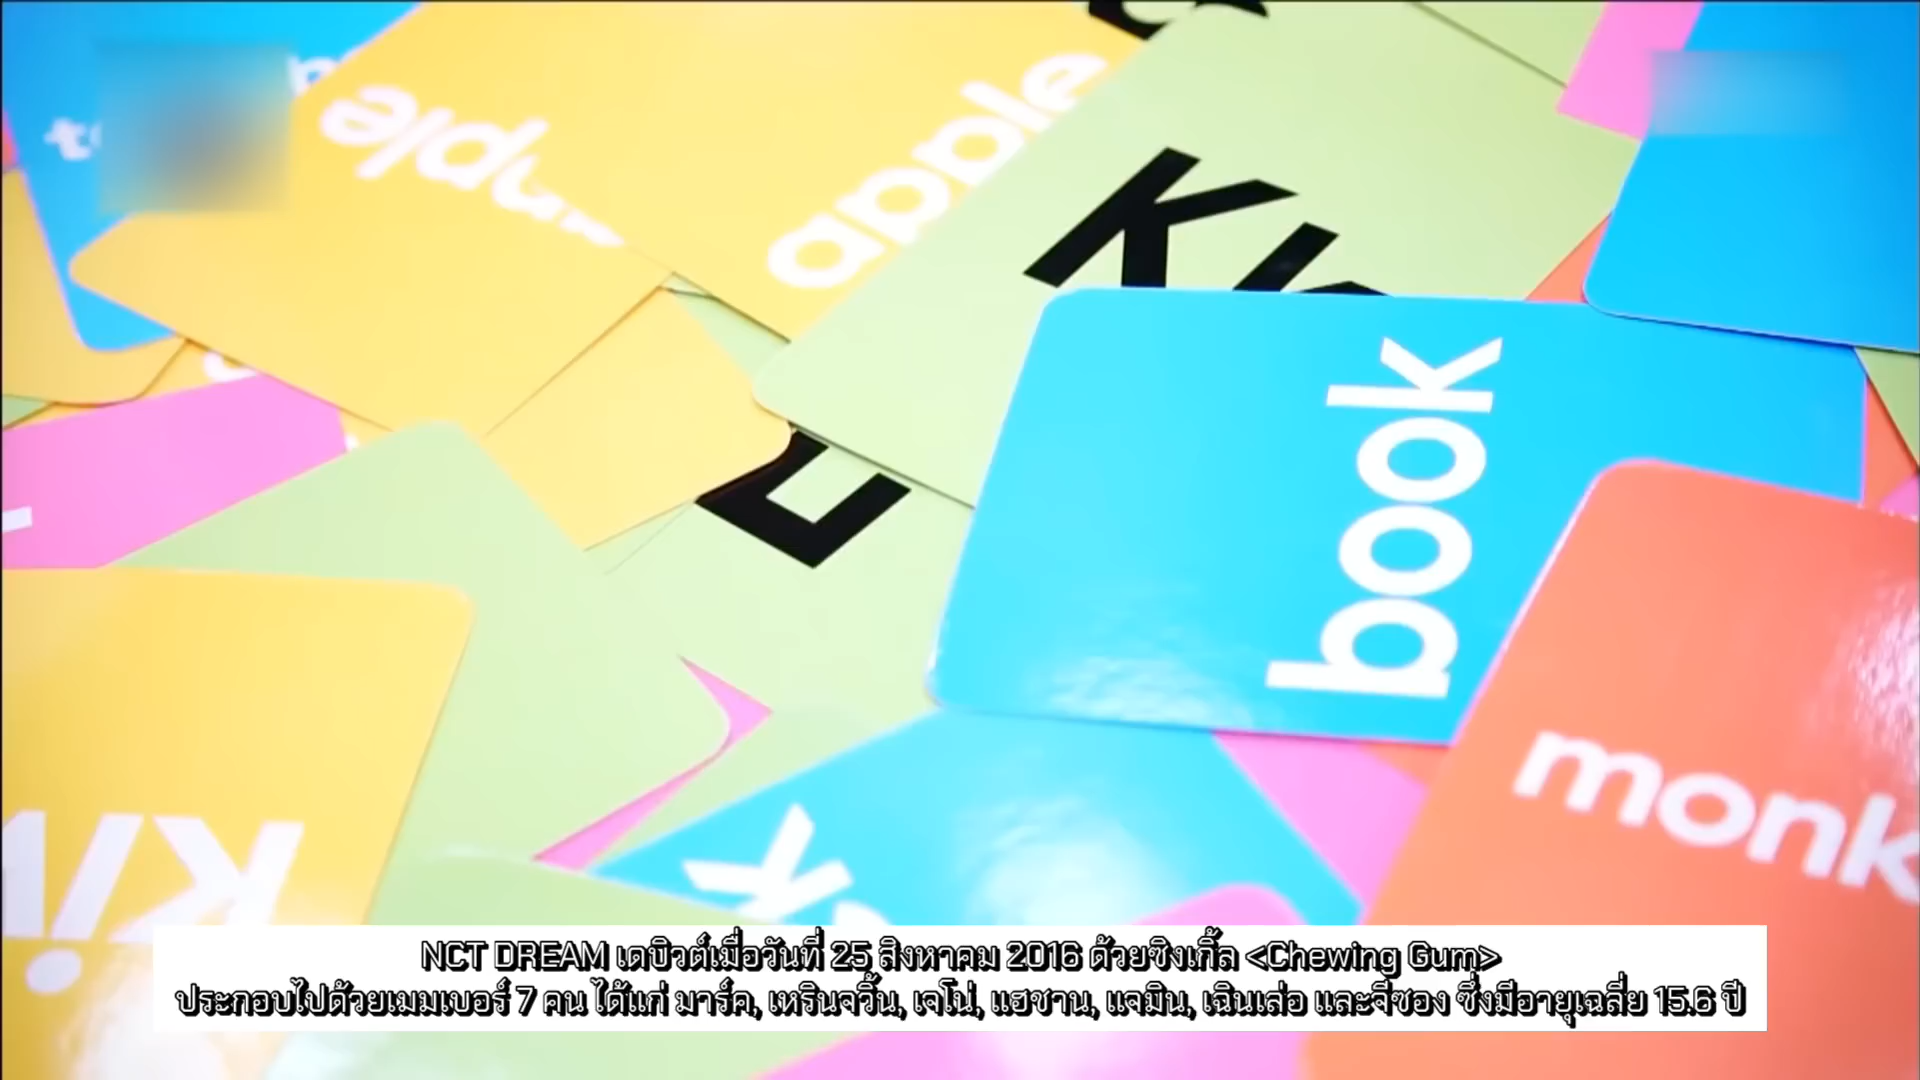 apple
book
monk
NCT DREAM เดบิวต์เมื่อวันที่ 25 สิงหาคม 2016 ด้วยซิงเกิ้ล <Chewing Gum>
ประกอบไปด้วยเมมเบอร์ 7 คน ได้แก่ มาร์ค, เหรินจวิ้น, เจโน่, แฮชาน, แจมิน, เฉินเล่อ และจีซอง ซึ่งมีอายุเฉลี่ย 15.6 ปี